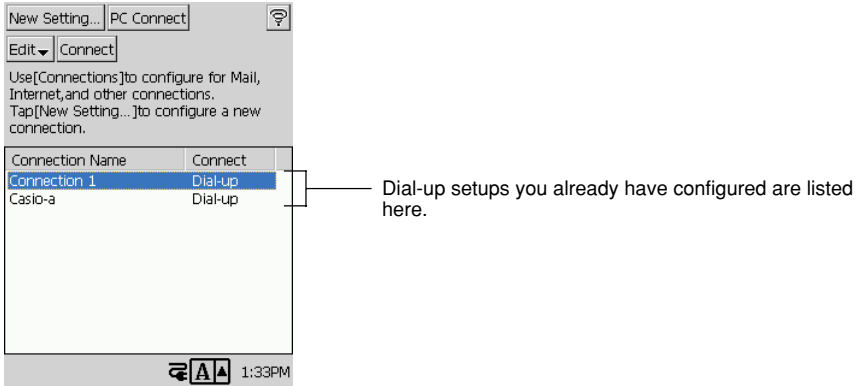 New Setting... PC Connect ?
Edit Connect
Use[Connections]to configure for Mail,
Internet,and other connections.
Tap[New Setting...]to configure a new
connection.
Connection Name Connect
Connection 1 Dial-up
Casio-a Dial-up
Dial-up setups you already have configured are listed
here.
A 1:33PM